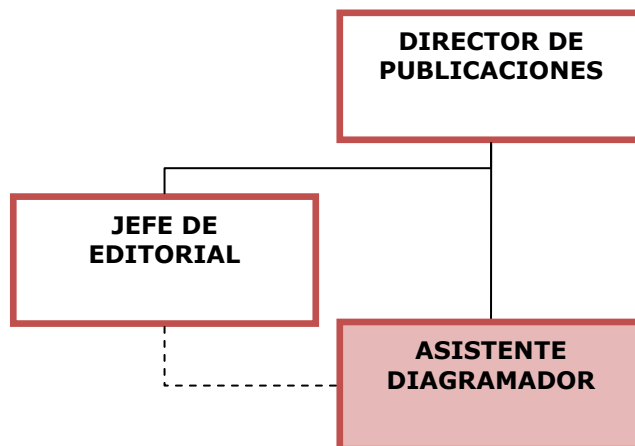 DIRECTOR DE
PUBLICACIONES
JEFE DE
EDITORIAL
ASISTENTE
DIAGRAMADOR